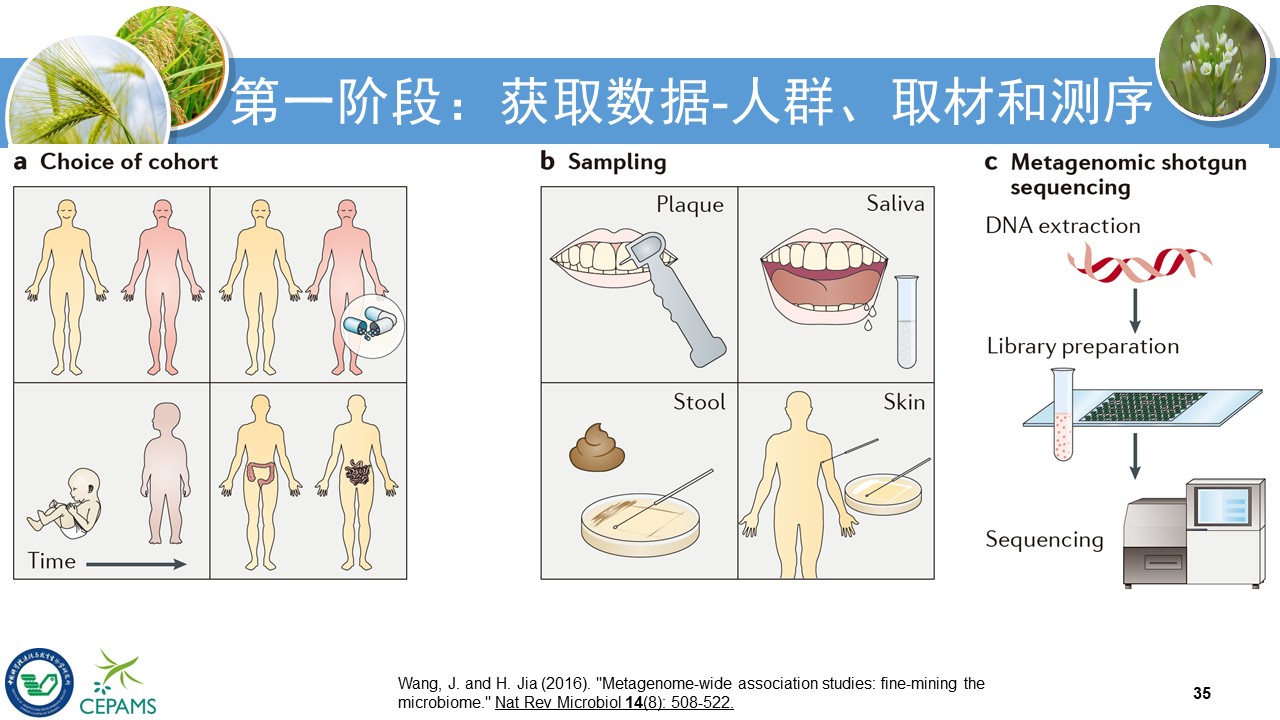 第一阶段：获取数据-人群、取材和测序
a Choice of cohort
Time
b Sampling
Plaque
Saliva
Stool
Skin
c Metagenomic shotgun
sequencing
DNA extraction
Library preparation
Sequencing
CEPAMS
Wang, J. and H. Jia (2016). "Metagenome-wide association studies: fine-mining the
microbiome." Nat Rev Microbiol 14(8): 508-522.
35